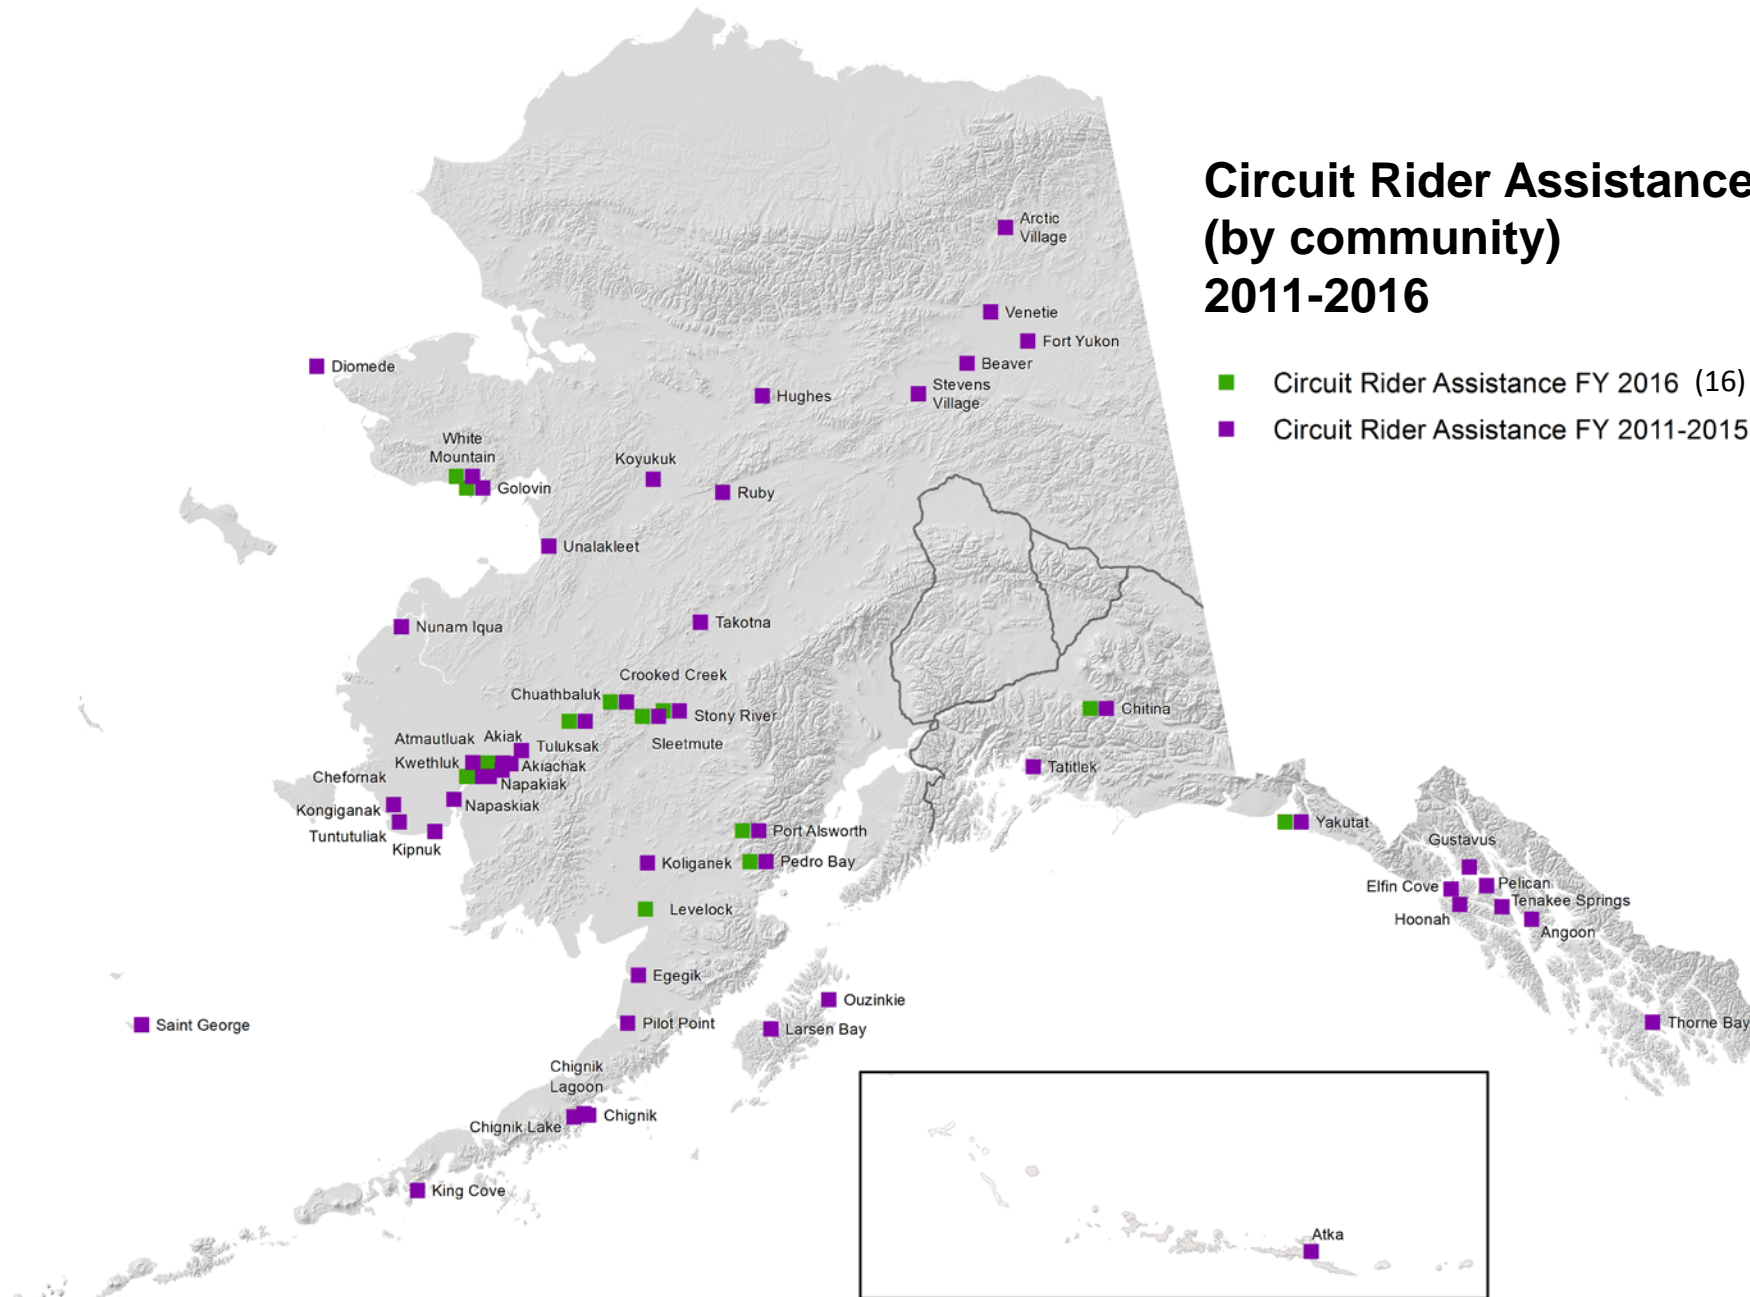 Circuit Rider Assistance
(by community)
2011-2016
Circuit Rider Assistance FY 2016 (16)
Circuit Rider Assistance FY 2011-2015
Arctic
Village
Venetie
Fort Yukon
Beaver
Stevens
Village
Diomede
Hughes
White
Mountain
Golovin
Koyukuk
Ruby
Unalakleet
Nunam Iqua
Takotna
Crooked Creek
Chuathbaluk
Stony River
Sleetmute
Chitina
Atmautluak
Akiak
Tuluksak
Kwethluk
Akiachak
Chefornak
Napakiak
Kongiganak
Napaskiak
Tuntutuliak
Kipnuk
Tatitlek
Port Alsworth
Koliganek
Pedro Bay
Levelock
Yakutat
Gustavus
Elfin Cove
Pelican
Tenakee Springs
Hoonah
Angoon
Thorne Bay
Egegik
Ouzinkie
Saint George
Pilot Point
Larsen Bay
Chignik
Lagoon
Chignik
Chignik Lake
King Cove
Atka